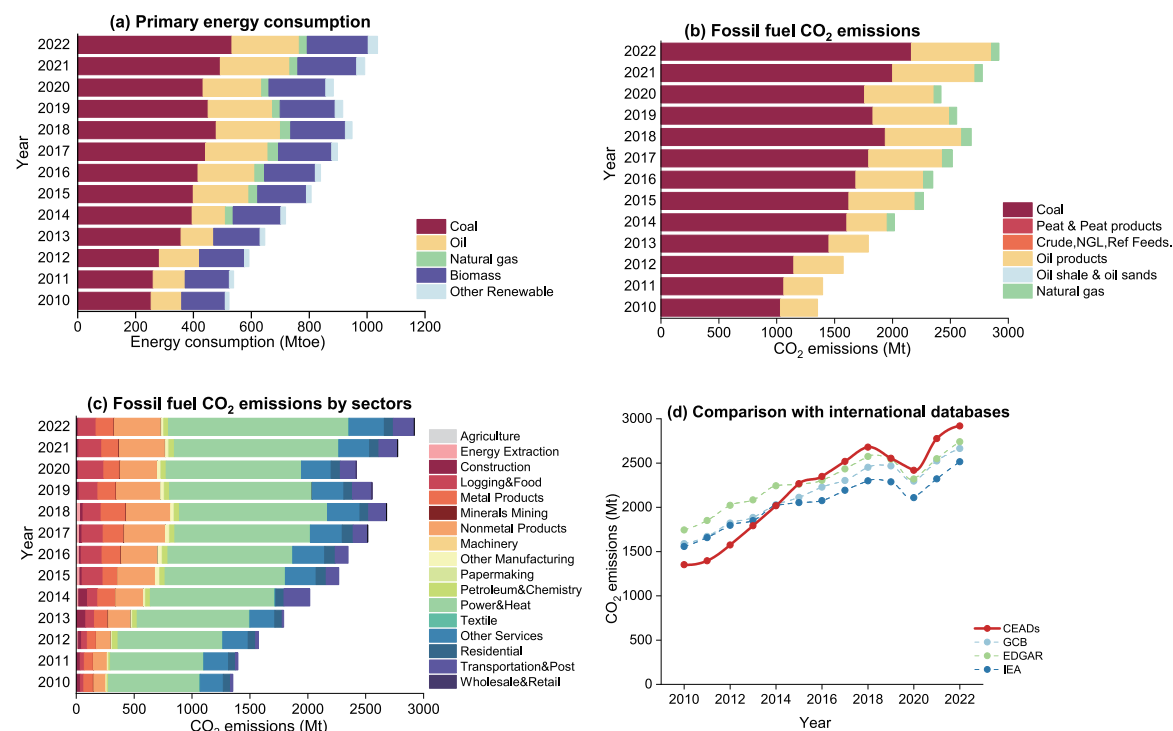 (a) Primary energy consumption
2022
2021
2020
2019
2018
2017
2016
2015
2014
2013
2012
2011
2010
Year
Coal
Oil
Natural gas
Biomass
Other Renewable
0 200 400 600 800 1000 1200
Energy consumption (Mtoe)
(b) Fossil fuel CO₂ emissions
2022
2021
2020
2019
2018
2017
2016
2015
2014
2013
2012
2011
2010
Year
Coal
Peat & Peat products
Crude,NGL,Ref Feeds.
Oil products
Oil shale & oil sands
Natural gas
0 500 1000 1500 2000 2500 3000
CO₂ emissions (Mt)
(c) Fossil fuel CO₂ emissions by sectors
2022
2021
2020
2019
2018
2017
2016
2015
2014
2013
2012
2011
2010
Year
Agriculture
Energy Extraction
Construction
Logging&Food
Metal Products
Minerals Mining
Nonmetal Products
Machinery
Other Manufacturing
Papermaking
Petroleum&Chemistry
Power&Heat
Textile
Other Services
Residential
Transportation&Post
Wholesale&Retail
0 500 1000 1500 2000 2500 3000
CO₂ emissions (Mt)
(d) Comparison with international databases
3000
2500
2000
1500
1000
500
0
CO₂ emissions (Mt)
CEADs
GCB
EDGAR
IEA
2010 2012 2014 2016 2018 2020 2022
Year